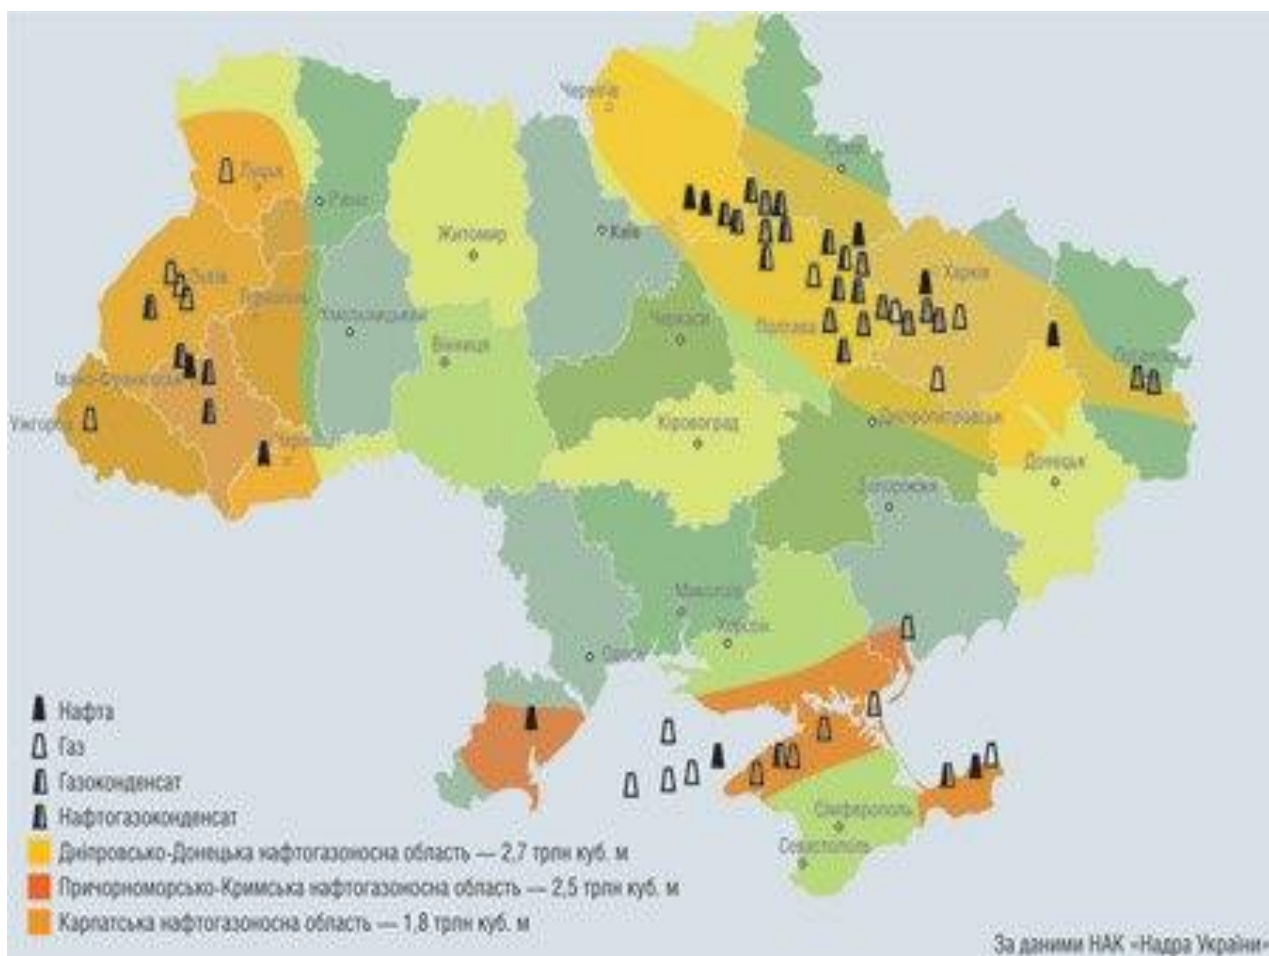 Чернігів
Суми
Луцьк
Рівне
Житомир
Київ
Харків
Львів
Тернопіль
Хмельницький
Черкаси
Полтава
Вінниця
Луганськ
Івано-Франківськ
Ужгород
Чернівці
Кіровоград
Дніпропетровськ
Донецьк
Запоріжжя
Миколаїв
Херсон
Одеса
Сімферополь
Севастополь
Нафта
Газ
Газоконденсат
Нафтогазоконденсат
Дніпровсько-Донецька нафтогазоносна область — 2,7 трлн куб. м
Причорноморсько-Кримська нафтогазоносна область — 2,5 трлн куб. м
Карпатська нафтогазоносна область — 1,8 трлн куб. м
За даними НАК «Надра України»